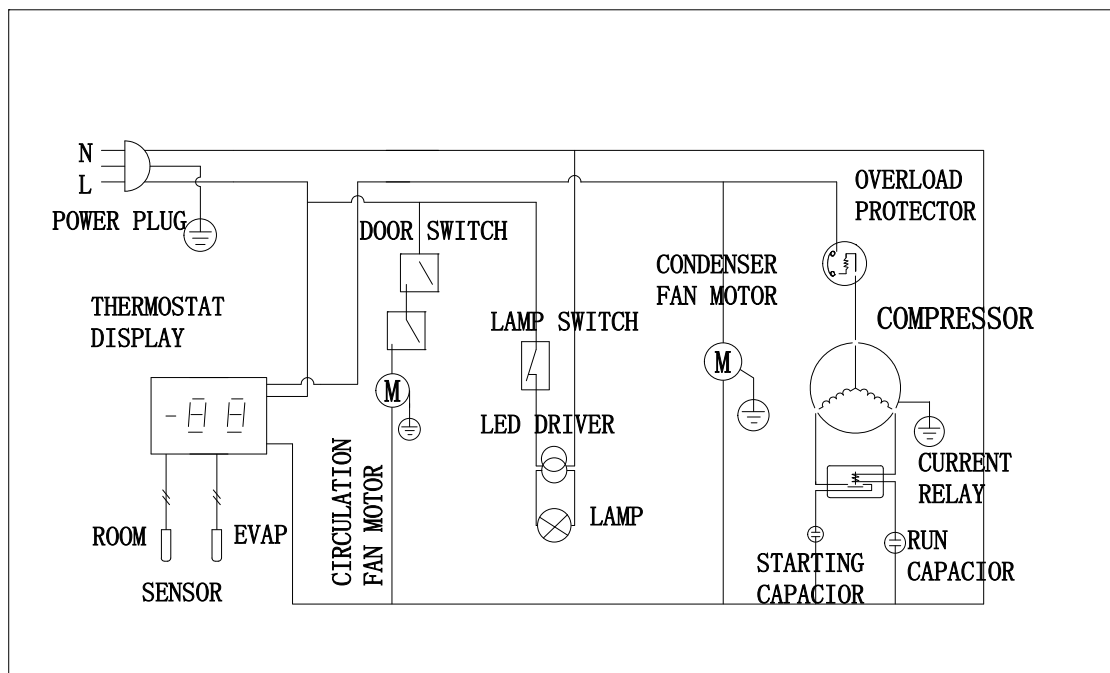 N
L
POWER PLUG
OVERLOAD
PROTECTOR
DOOR SWITCH
CONDENSER
FAN MOTOR
THERMOSTAT
DISPLAY
LAMP SWITCH
COMPRESSOR
M
M
-88
LED DRIVER
CIRCULATION
FAN MOTOR
CURRENT
RELAY
LAMP
ROOM
EVAP
SENSOR
STARTING
CAPACIOR
RUN
CAPACIOR